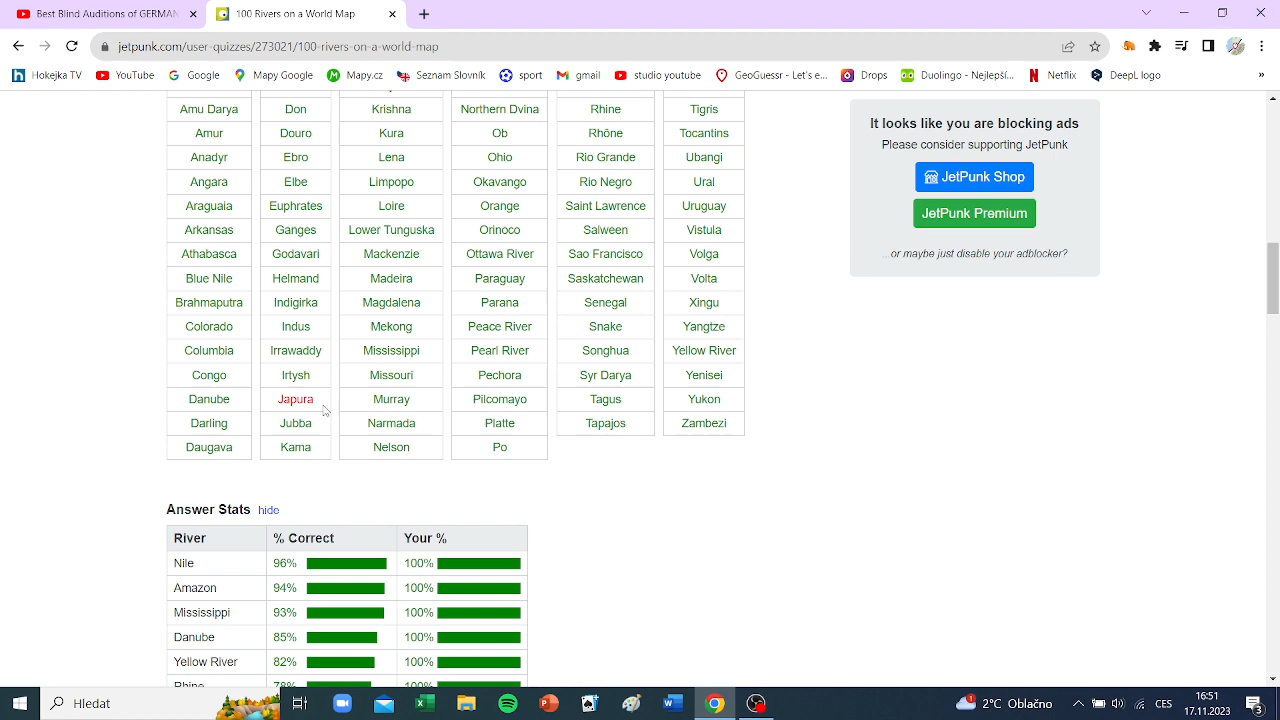 Best Bind Auditions of GERMAN
100 Rivers on a World Map
jetpunk.com/user-quizzes/273021/100-rivers-on-a-world-map
Hokejka TV YouTube Google Mapy Google Mapy.cz Seznam Slovník sport gmail studio youtube GeoGuessr - Let's e... Drops Duolingo - Nejlepší... Netflix DeepL logo »
Amu Darya Don Krishna Northern Dvina Rhine Tigris
Amur Douro Kura Ob Rhône Tocantins
Anadyr Ebro Lena Ohio Rio Grande Ubangi
Angara Elbe Limpopo Okavango Rio Negro Ural
Araguaia Euphrates Loire Orange Saint Lawrence Uruguay
Arkansas Ganges Lower Tunguska Orinoco Salween Vistula
Athabasca Godavari Mackenzie Ottawa River Sao Francisco Volga
Blue Nile Helmand Madeira Paraguay Saskatchewan Volta
Brahmaputra Indigirka Magdalena Parana Senegal Xingu
Colorado Indus Mekong Peace River Snake Yangtze
Columbia Irrawaddy Mississippi Pearl River Songhua Yellow River
Congo Irtysh Missouri Pechora Syr Darya Yenisei
Danube Japura Murray Pilcomayo Tagus Yukon
Darling Jubba Narmada Platte Tapajos Zambezi
Daugava Kama Nelson Po
It looks like you are blocking ads
Please consider supporting JetPunk
JetPunk Shop
JetPunk Premium
...or maybe just disable your adblocker?
Answer Stats hide
River % Correct Your %
Nile 96% 100%
Amazon 94% 100%
Mississippi 93% 100%
Danube 85% 100%
Yellow River 82% 100%
Rhine 78% 100%
Hledat
2°C Oblačno
CES
16:51
17.11.2023